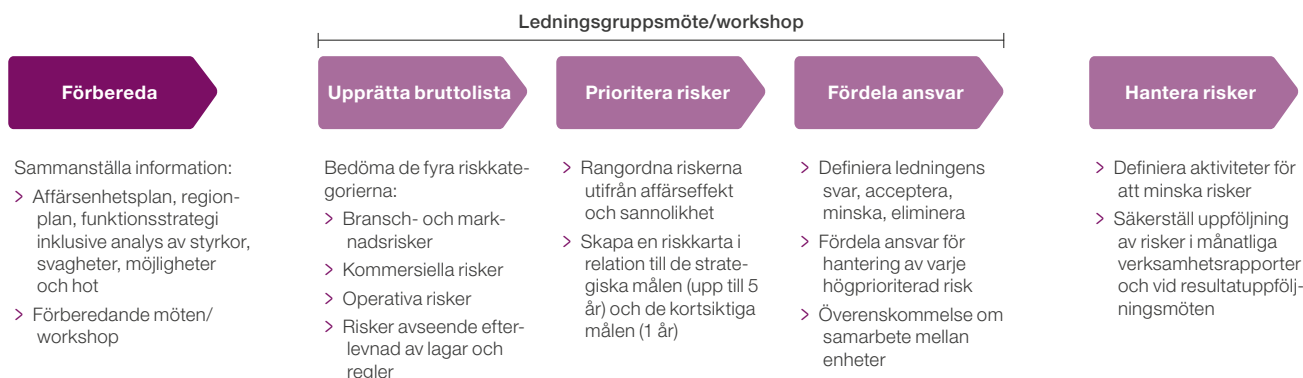 Ledningsgruppsmöte/workshop
Förbereda
Sammanställa information:
> Affärsenhetsplan, region-
plan, funktionsstrategi
inklusive analys av styrkor,
svagheter, möjligheter
och hot
> Förberedande möten/
workshop
Upprätta bruttolista
Bedöma de fyra riskkate-
gorierna:
> Bransch- och mark-
nadsrisker
> Kommersiella risker
> Operativa risker
> Risker avseende efter-
levnad av lagar och
regler
Prioritera risker
> Rangordna riskerna
utifrån affärseffekt
och sannolikhet
> Skapa en riskkarta i
relation till de strate-
giska målen (upp till 5
år) och de kortsiktiga
målen (1 år)
Fördela ansvar
> Definiera ledningens
svar, acceptera,
minska, eliminera
> Fördela ansvar för
hantering av varje
högprioriterad risk
> Överenskommelse om
samarbete mellan
enheter
Hantera risker
> Definiera aktiviteter för
att minska risker
> Säkerställ uppföljning
av risker i månatliga
verksamhetsrapporter
och vid resultatuppfölj-
ningsmöten